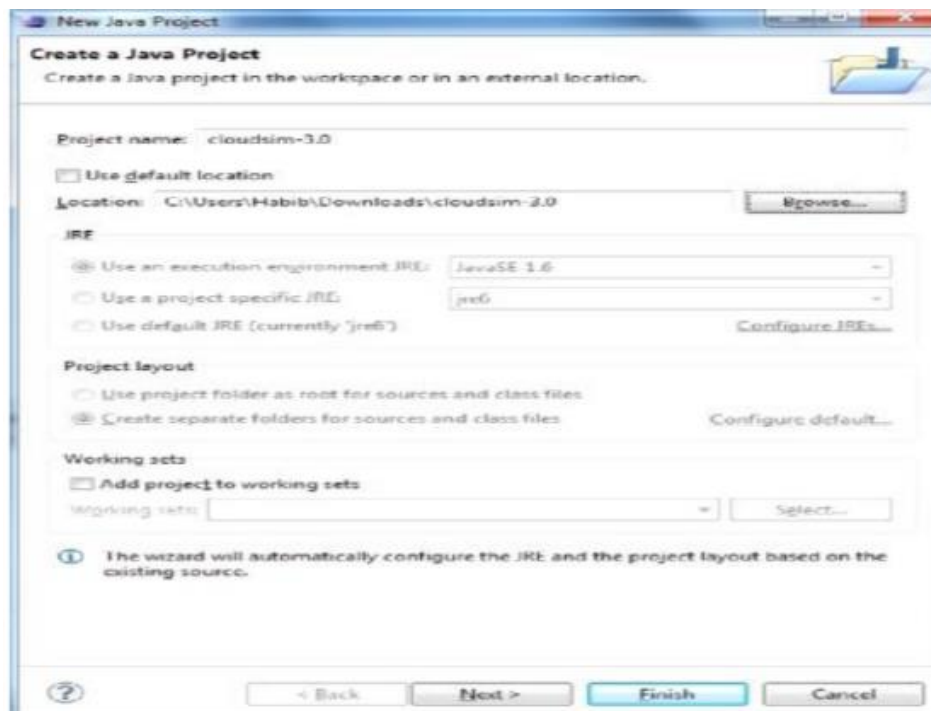 New Java Project
Create a Java Project
Create a Java project in the workspace or in an external location.
Project name: cloudsim-3.0
Use default location
Location: C:\Users\Habib\Downloads\cloudsim-3.0 Browse...
JRE
Use an execution environment JRE: JavaSE-1.6
Use a project specific JRE: jre6
Use default JRE (currently 'jre6') Configure JREs...
Project layout
Use project folder as root for sources and class files
Create separate folders for sources and class files Configure default...
Working sets
Add project to working sets
Working sets: Select...
The wizard will automatically configure the JRE and the project layout based on the
existing source.
? < Back Next > Finish Cancel